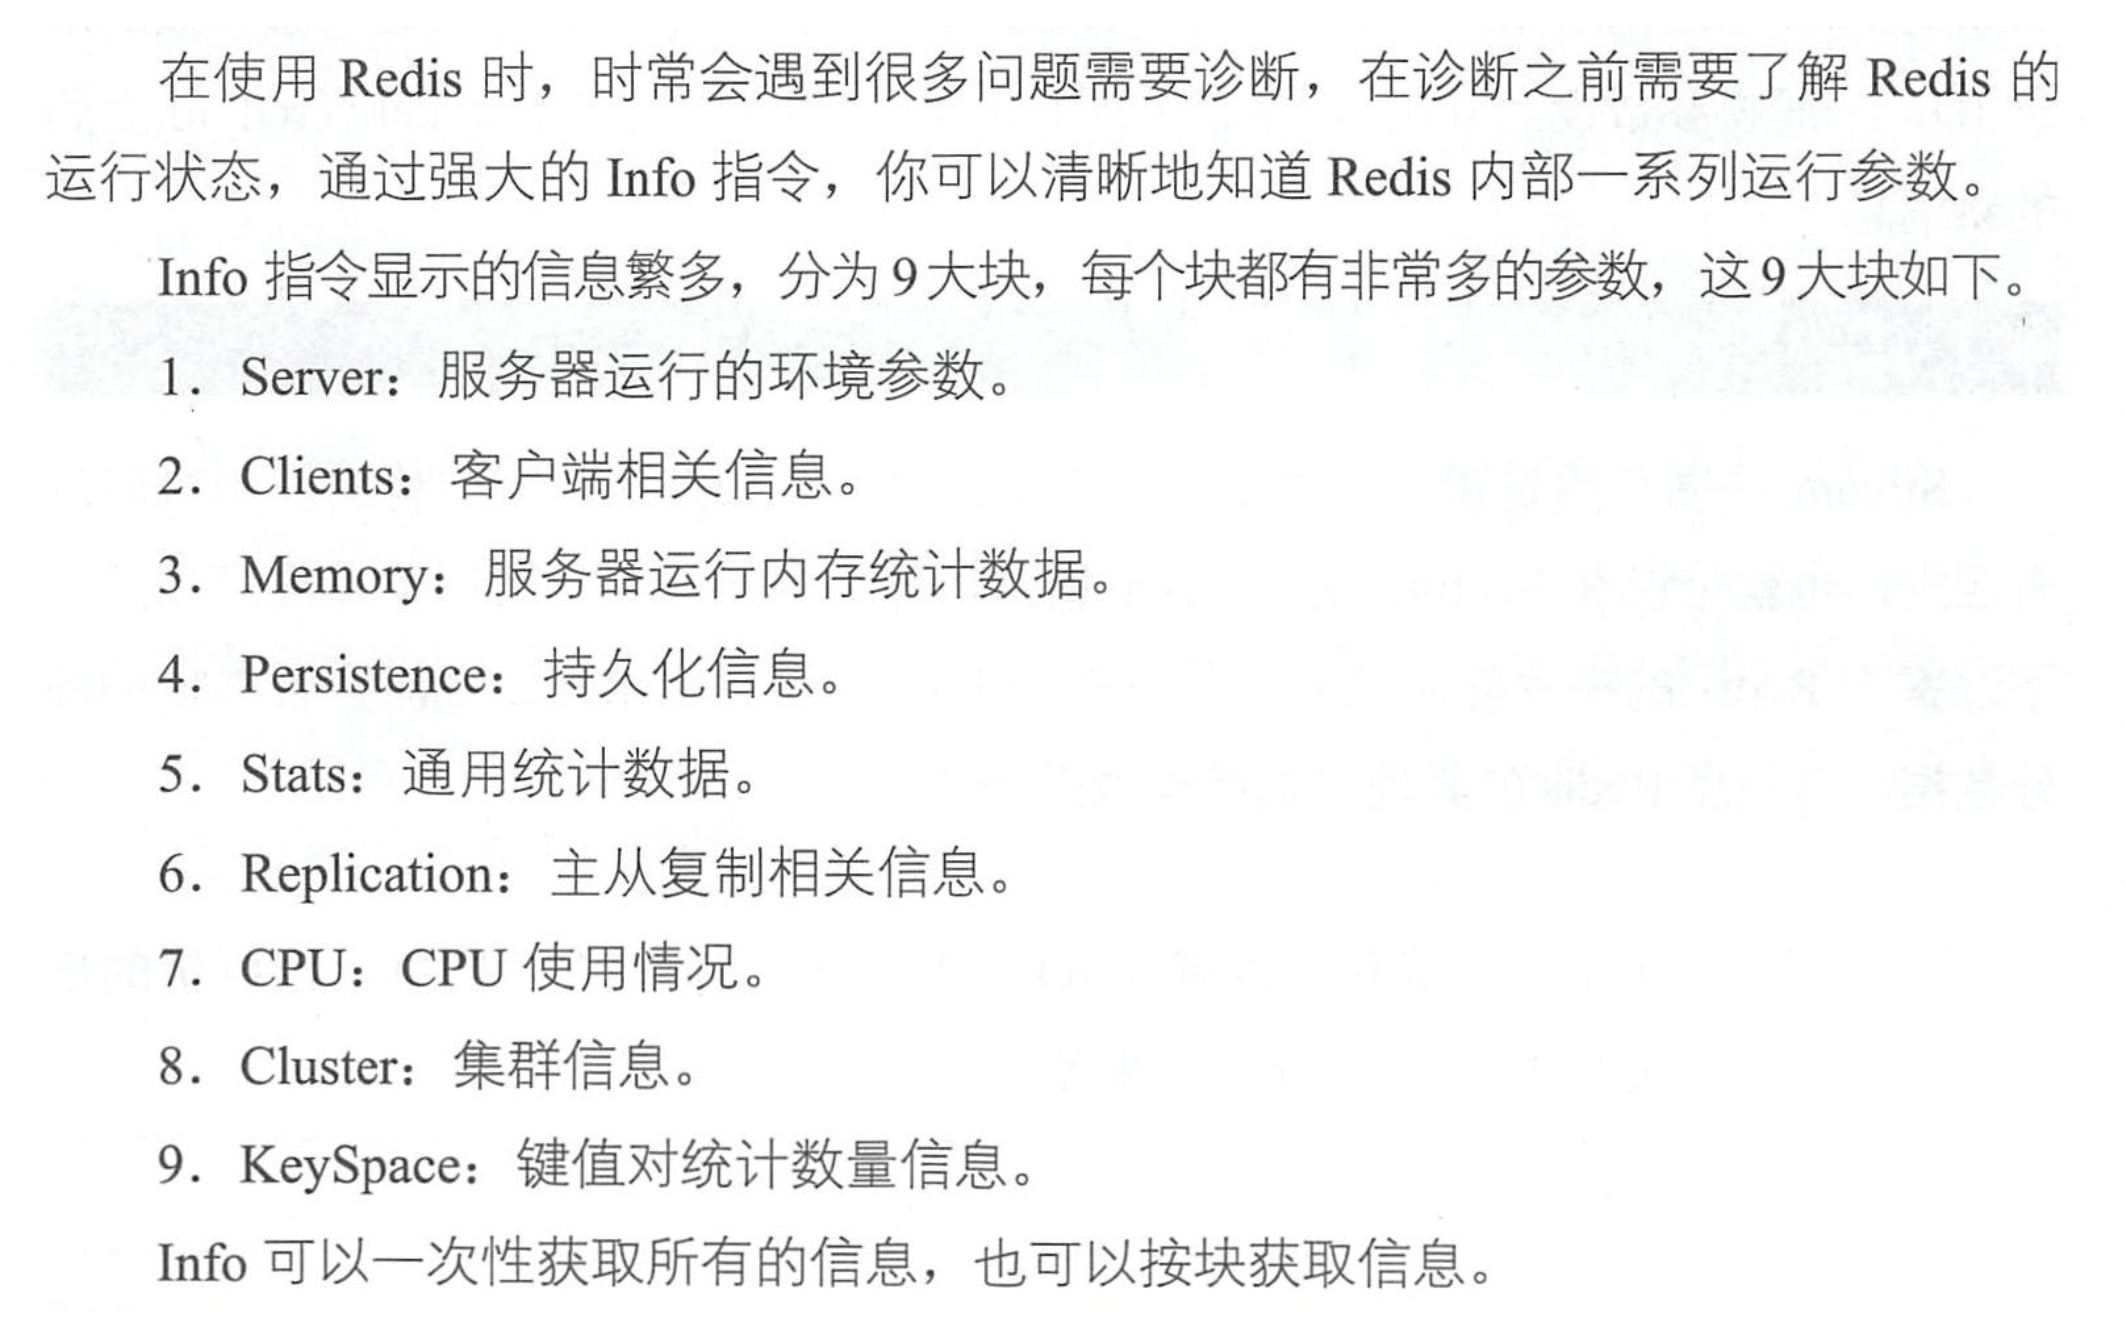 在使用 Redis 时，时常会遇到很多问题需要诊断，在诊断之前需要了解 Redis 的
运行状态，通过强大的 Info 指令，你可以清晰地知道 Redis 内部一系列运行参数。
Info 指令显示的信息繁多，分为 9 大块，每个块都有非常多的参数，这 9 大块如下。
1. Server：服务器运行的环境参数。
2. Clients：客户端相关信息。
3. Memory：服务器运行内存统计数据。
4. Persistence：持久化信息。
5. Stats：通用统计数据。
6. Replication：主从复制相关信息。
7. CPU：CPU 使用情况。
8. Cluster：集群信息。
9. KeySpace：键值对统计数量信息。
Info 可以一次性获取所有的信息，也可以按块获取信息。